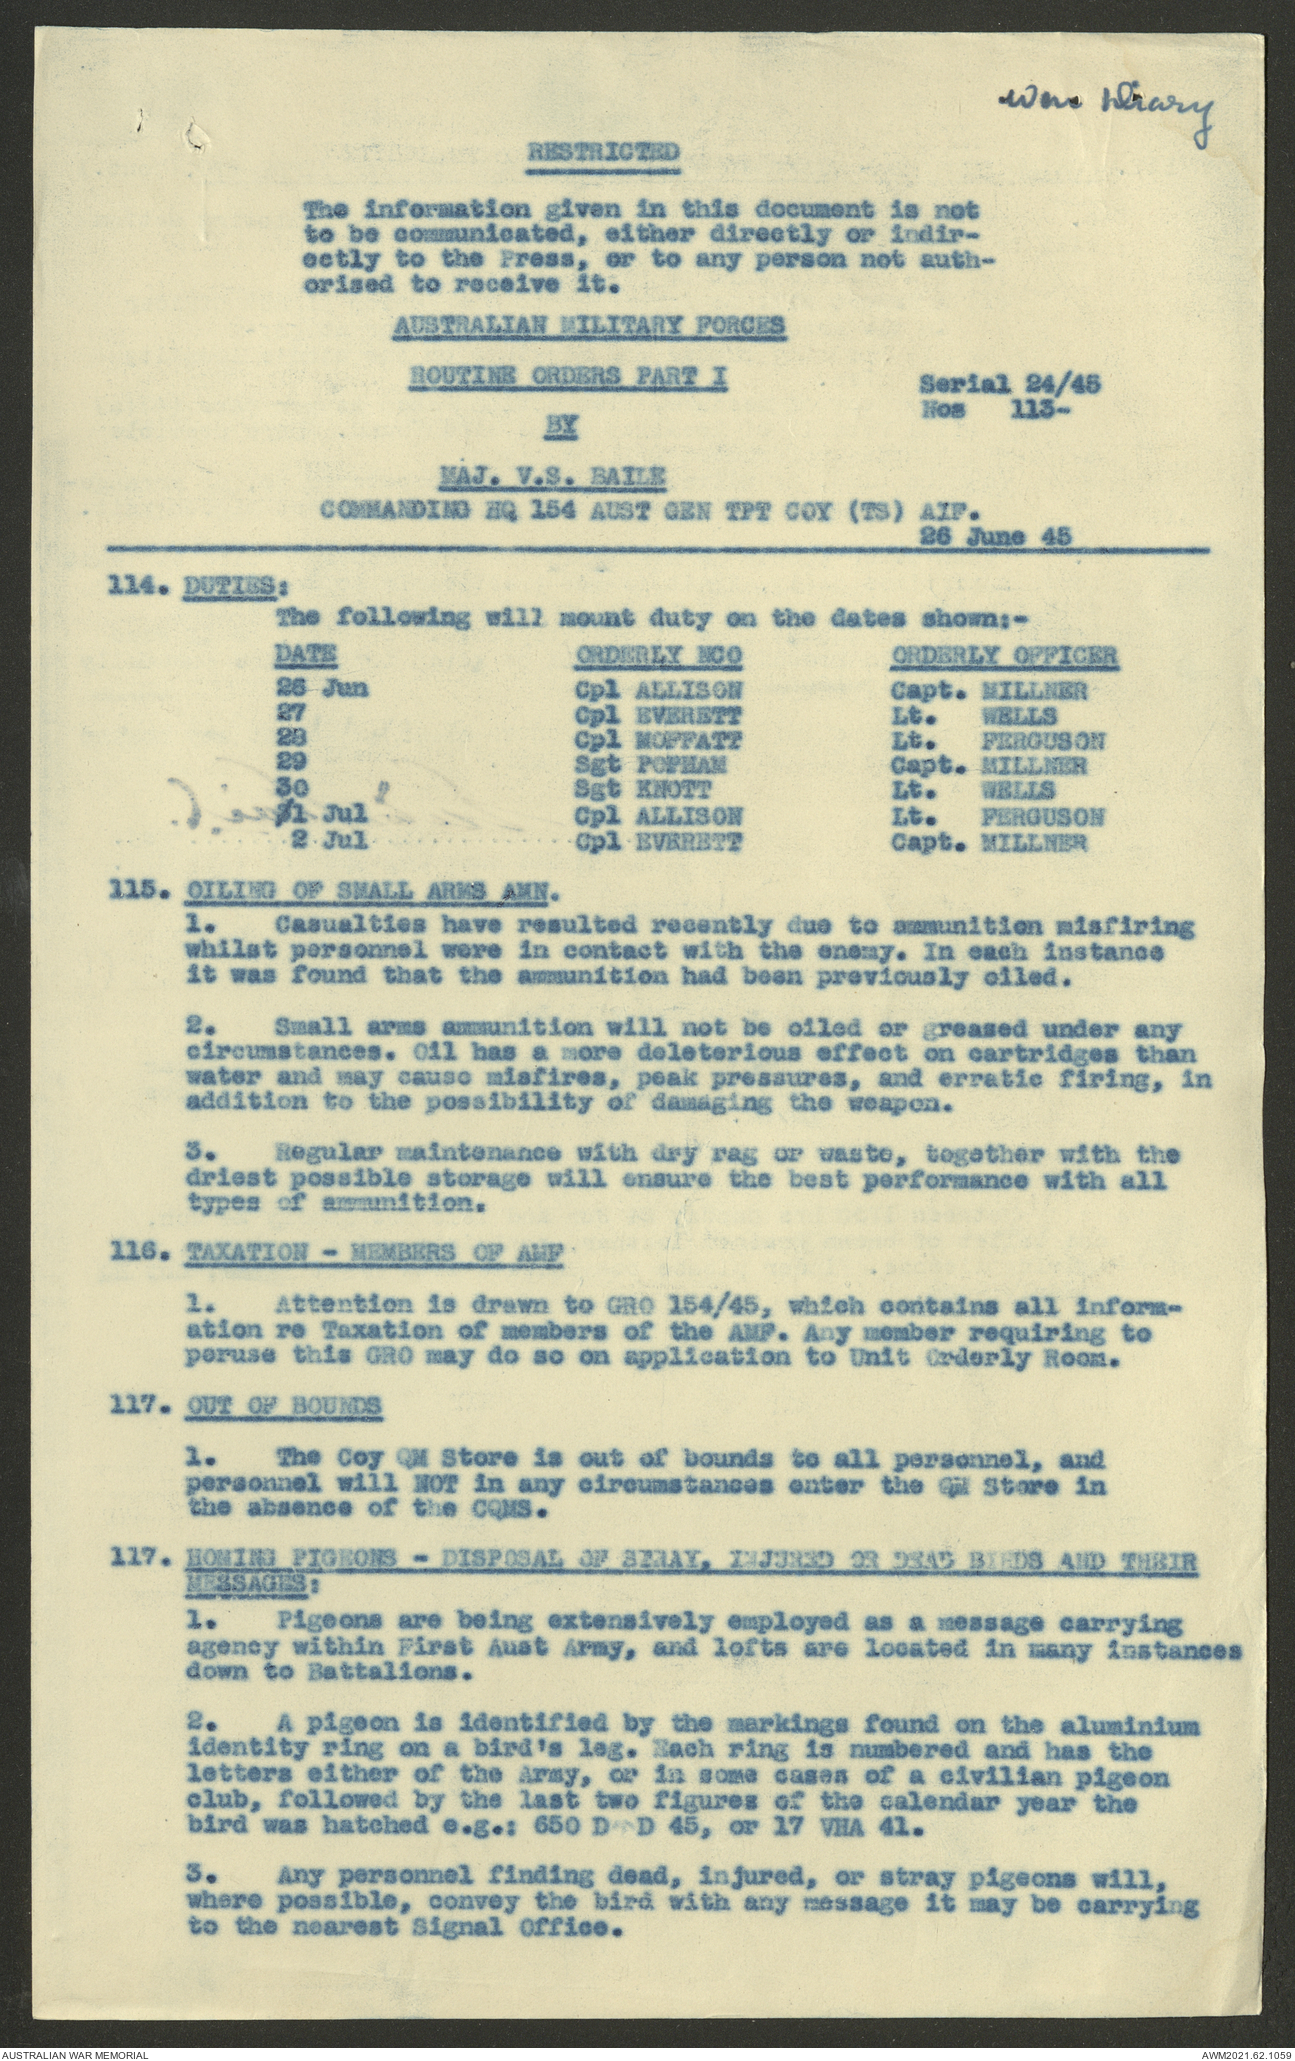 War Diary
RESTRICTED
The information given in this document is not
to be communicated, either directly or indir-
ectly to the Press, or to any person not auth-
orised to receive it.
AUSTRALIAN MILITARY FORCES
ROUTINE ORDERS PART I
Serial 24/45
Nos 113-
BY
MAJ. V.S. BAILE
COMMANDING HQ 154 AUST GEN TPT COY (TS) AIF.
26 June 45
114. DUTIES:
The following will mount duty on the dates shown:-
DATE ORDERLY NCO ORDERLY OFFICER
26 Jun Cpl ALLISON Capt. MILLNER
27 Cpl EVERETT Lt. WELLS
28 Cpl MOFFATT Lt. FERGUSON
29 Sgt POPHAM Capt. MILLNER
30 Sgt KNOTT Lt. WELLS
1 Jul Cpl ALLISON Lt. FERGUSON
2 Jul Cpl EVERETT Capt. MILLNER
115. OILING OF SMALL ARMS AMN.
1. Casualties have resulted recently due to ammunition misfiring
whilst personnel were in contact with the enemy. In each instance
it was found that the ammunition had been previously oiled.
2. Small arms ammunition will not be oiled or greased under any
circumstances. Oil has a more deleterious effect on cartridges than
water and may cause misfires, peak pressures, and erratic firing, in
addition to the possibility of damaging the weapon.
3. Regular maintenance with dry rag or waste, together with the
driest possible storage will ensure the best performance with all
types of ammunition.
116. TAXATION - MEMBERS OF AMF
1. Attention is drawn to GRO 154/45, which contains all inform-
ation re Taxation of members of the AMF. Any member requiring to
peruse this GRO may do so on application to Unit Orderly Room.
117. OUT OF BOUNDS
1. The Coy QM Store is out of bounds to all personnel, and
personnel will NOT in any circumstances enter the QM Store in
the absence of the CQMS.
117. HOMING PIGEONS - DISPOSAL OF STRAY, INJURED OR DEAD BIRDS AND THEIR
MESSAGES:
1. Pigeons are being extensively employed as a message carrying
agency within First Aust Army, and lofts are located in many instances
down to Battalions.
2. A pigeon is identified by the markings found on the aluminium
identity ring on a bird's leg. Each ring is numbered and has the
letters either of the Army, or in some cases of a civilian pigeon
club, followed by the last two figures of the calendar year the
bird was hatched e.g.: 650 D D 45, or 17 VHA 41.
3. Any personnel finding dead, injured, or stray pigeons will,
where possible, convey the bird with any message it may be carrying
to the nearest Signal Office.
AUSTRALIAN WAR MEMORIAL
AWM2021.62.1059